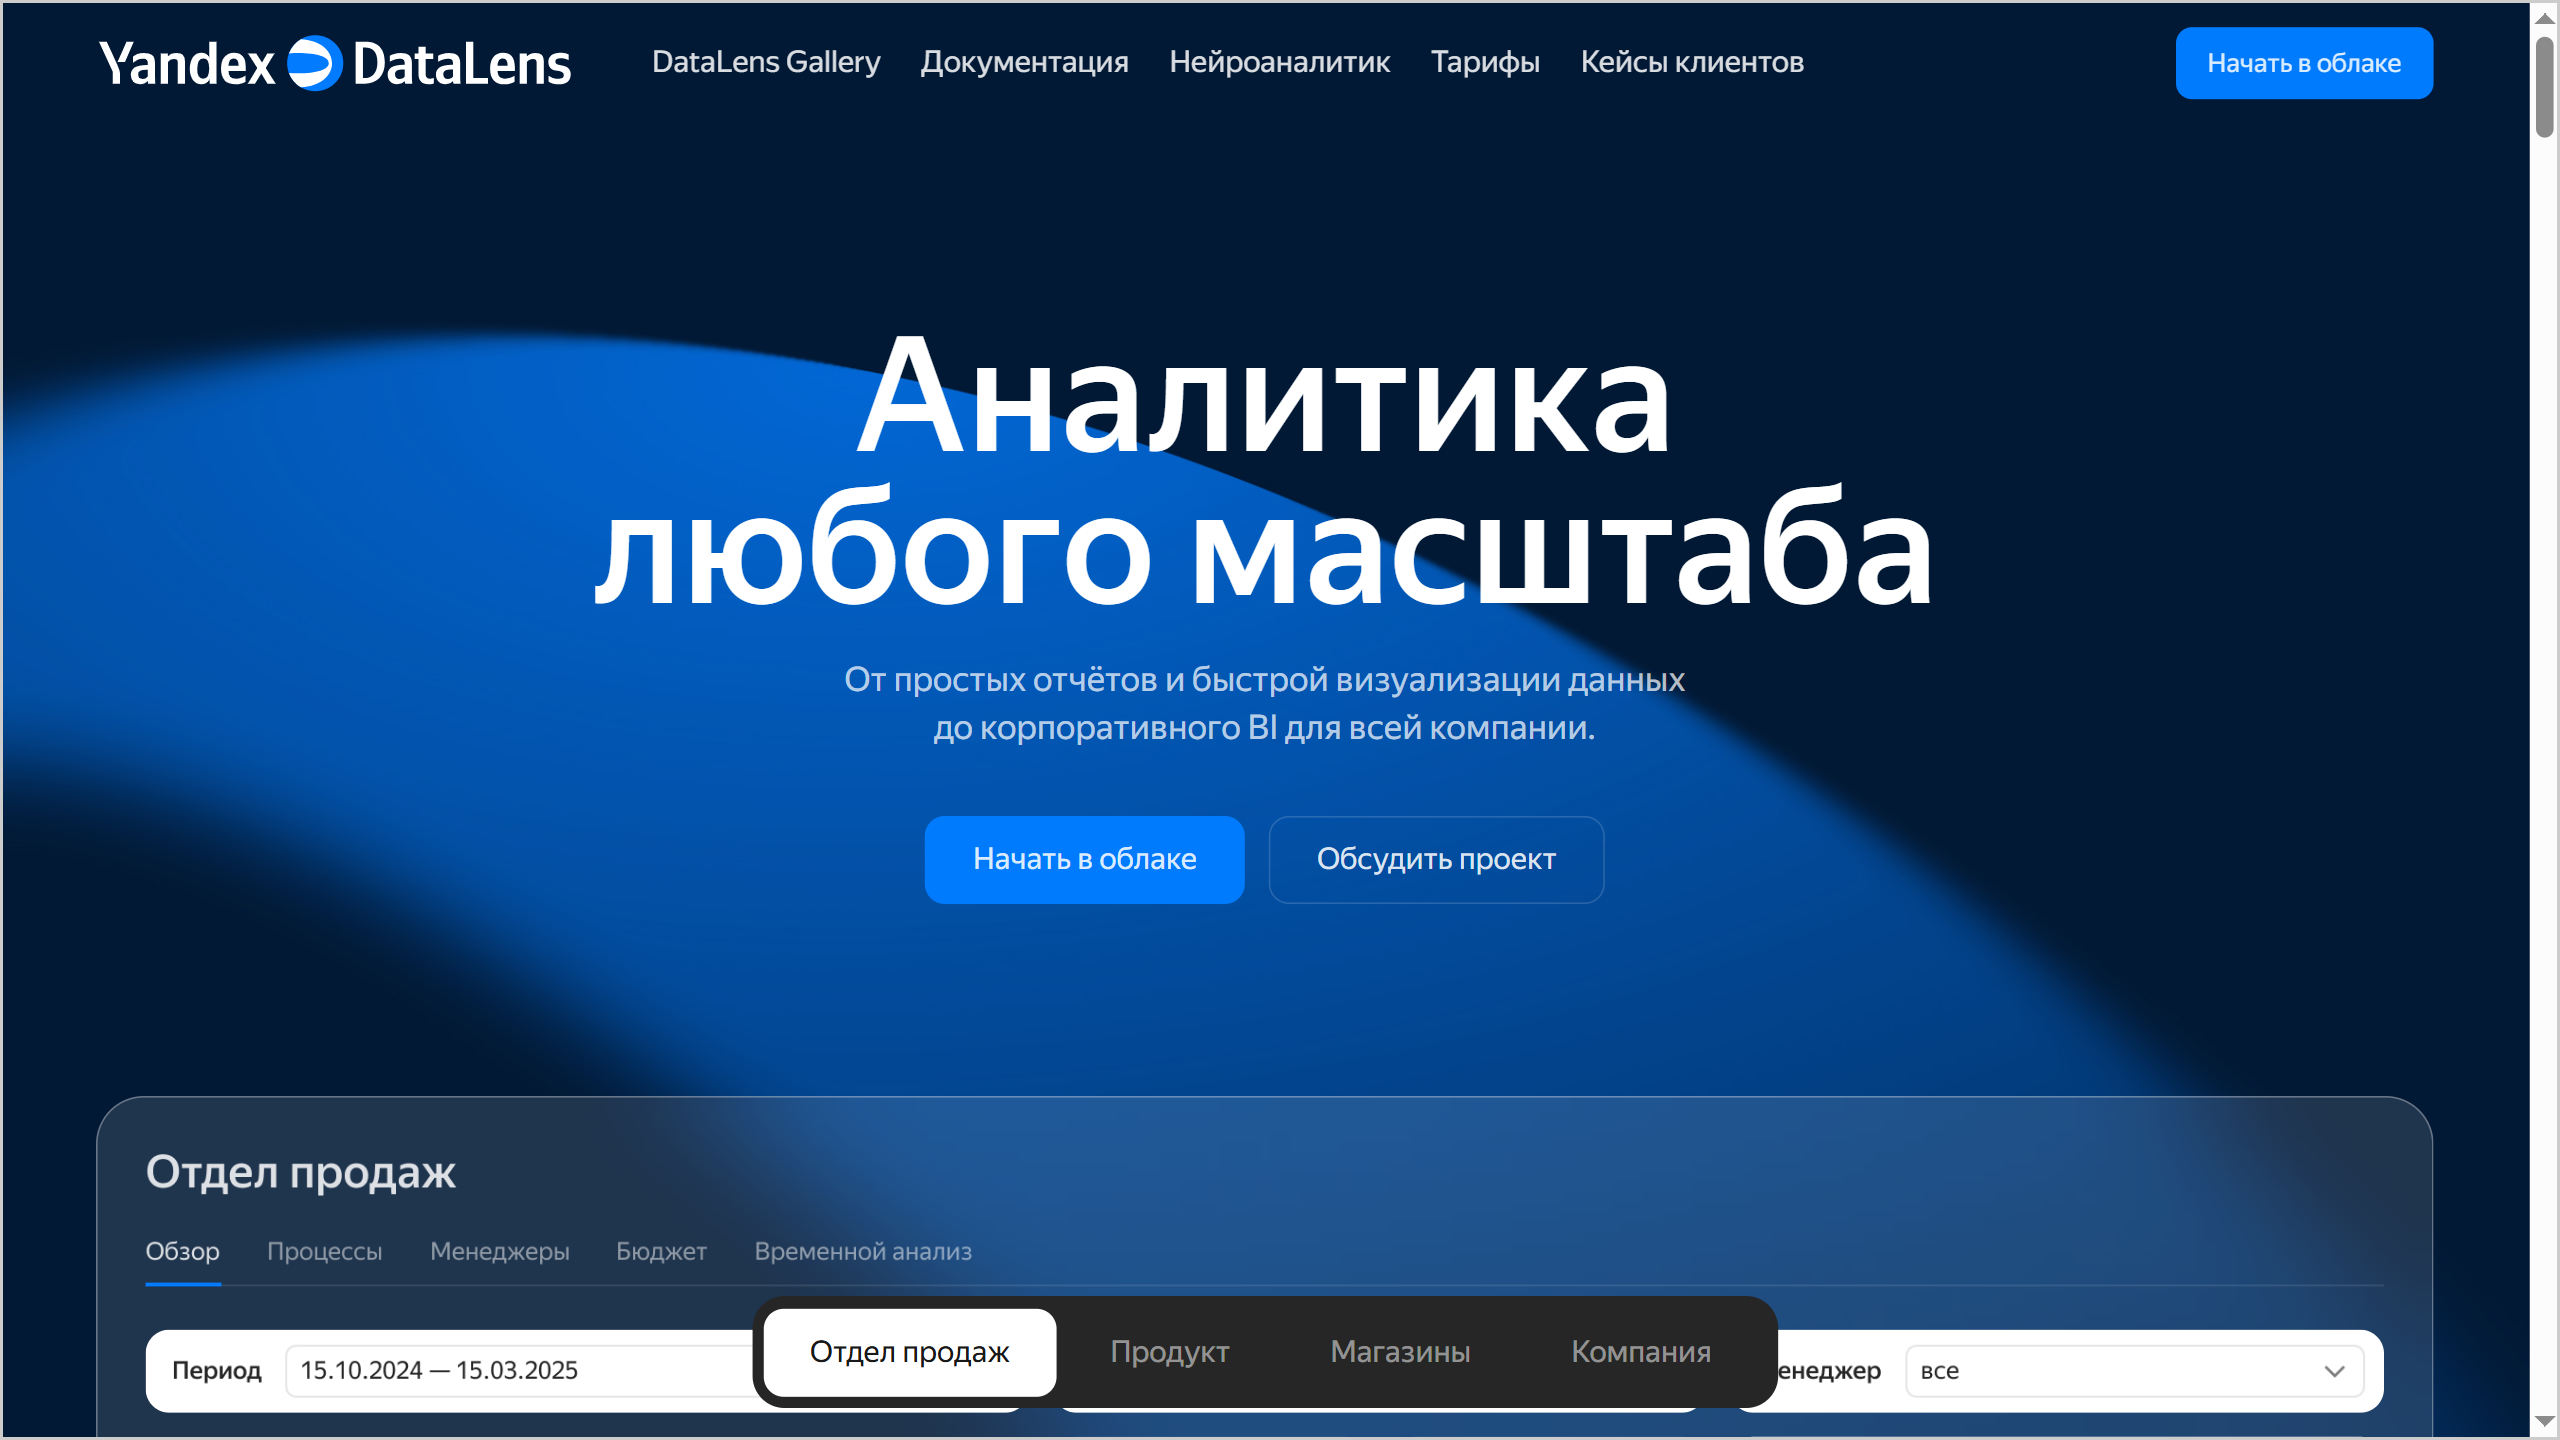 Yandex DataLens
DataLens Gallery Документация Нейроаналитик Тарифы Кейсы клиентов
Начать в облаке
Аналитика
любого масштаба
От простых отчётов и быстрой визуализации данных
до корпоративного BI для всей компании.
Начать в облаке Обсудить проект
Отдел продаж
Обзор Процессы Менеджеры Бюджет Временной анализ
Период 15.10.2024 — 15.03.2025
енеджер все
Отдел продаж Продукт Магазины Компания